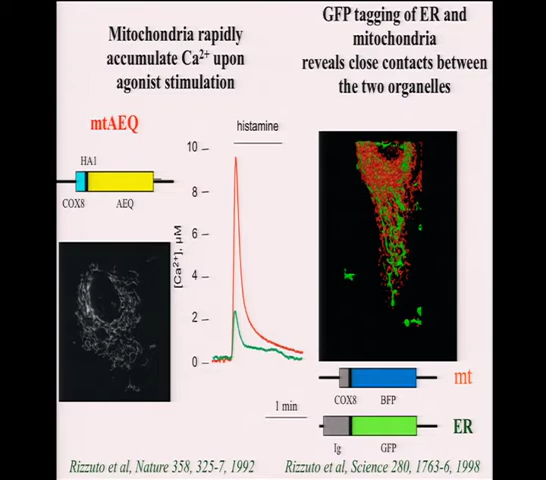 Mitochondria rapidly
accumulate Ca²⁺ upon
agonist stimulation
GFP tagging of ER and
mitochondria
reveals close contacts between
the two organelles
mtAEQ
HA1
COX8
AEQ
histamine
10
8
6
4
2
0
[Ca²⁺], µM
1 min
COX8
BFP
mt
Ig
GFP
ER
Rizzuto et al, Nature 358, 325-7, 1992
Rizzuto et al, Science 280, 1763-6, 1998